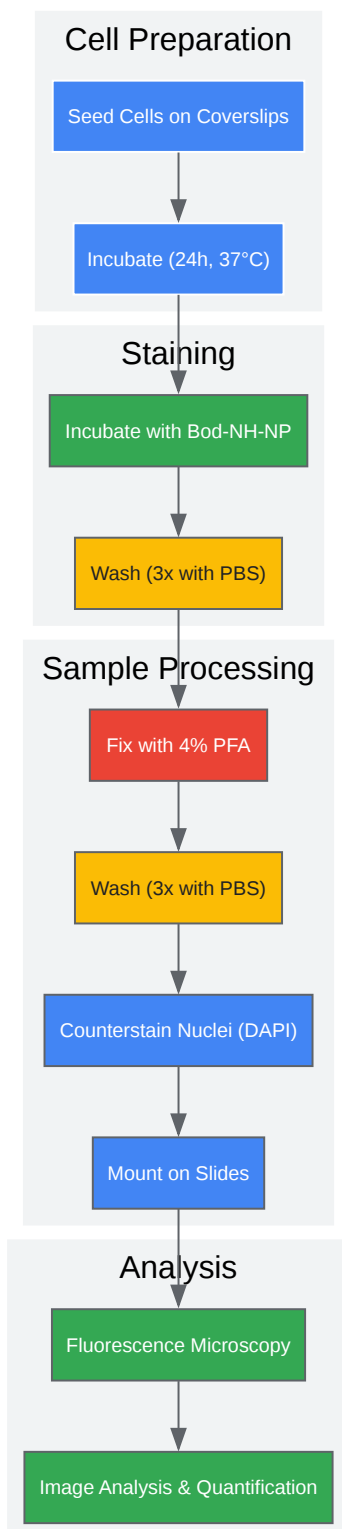 Cell Preparation
Seed Cells on Coverslips
Incubate (24h, 37°C)
Staining
Incubate with Bod-NH-NP
Wash (3x with PBS)
Sample Processing
Fix with 4% PFA
Wash (3x with PBS)
Counterstain Nuclei (DAPI)
Mount on Slides
Analysis
Fluorescence Microscopy
Image Analysis & Quantification